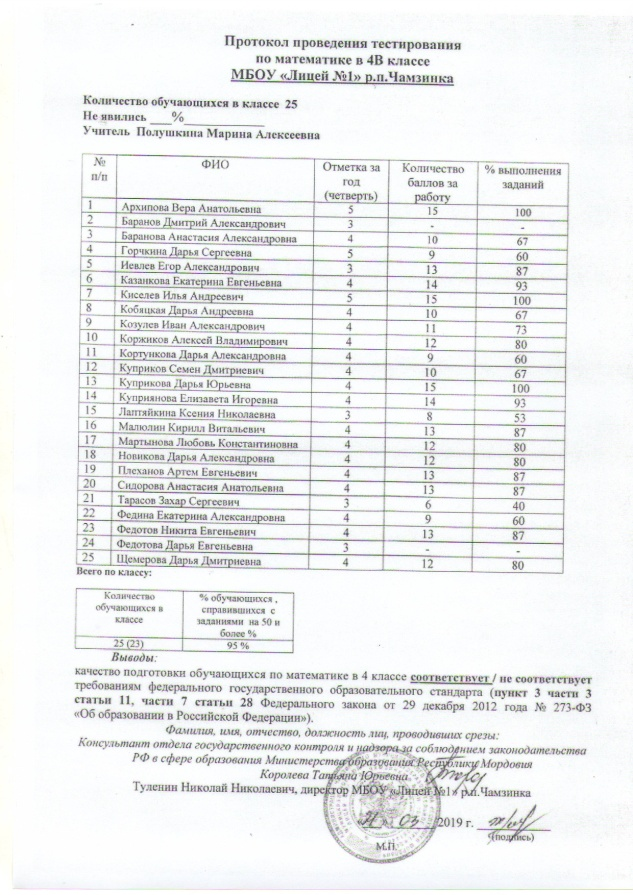 Протокол проведения тестирования
по математике в 4В классе
МБОУ «Лицей №1» р.п.Чамзинка
Количество обучающихся в классе 25
Не явились ___%____________
Учитель Полушкина Марина Алексеевна
№ п/п ФИО Отметка за год (четверть) Количество баллов за работу % выполнения заданий
1 Архипова Вера Анатольевна 5 15 100
2 Баранов Дмитрий Александрович 3 - -
3 Баранова Анастасия Александровна 4 10 67
4 Горчкина Дарья Сергеевна 5 9 60
5 Иевлев Егор Александрович 3 13 87
6 Казанкова Екатерина Евгеньевна 4 14 93
7 Киселев Илья Андреевич 5 15 100
8 Кобяцкая Дарья Андреевна 4 10 67
9 Козулев Иван Александрович 4 11 73
10 Коржиков Алексей Владимирович 4 12 80
11 Кортункова Дарья Александровна 4 9 60
12 Куприков Семен Дмитриевич 4 10 67
13 Куприкова Дарья Юрьевна 4 15 100
14 Куприянова Елизавета Игоревна 4 14 93
15 Лаптяйкина Ксения Николаевна 3 8 53
16 Малюлин Кирилл Витальевич 4 13 87
17 Мартынова Любовь Константиновна 4 12 80
18 Новикова Дарья Александровна 4 12 80
19 Плеханов Артем Евгеньевич 4 13 87
20 Сидорова Анастасия Анатольевна 4 13 87
21 Тарасов Захар Сергеевич 3 6 40
22 Федина Екатерина Александровна 4 9 60
23 Федотов Никита Евгеньевич 4 13 87
24 Федотова Дарья Евгеньевна 3 - -
25 Щемерова Дарья Дмитриевна 4 12 80
Всего по классу:
Количество обучающихся в классе % обучающихся , справившихся с заданиями на 50 и более %
25 (23) 95 %
Выводы:
качество подготовки обучающихся по математике в 4 классе соответствует / не соответствует
требованиям федерального государственного образовательного стандарта (пункт 3 части 3
статьи 11, части 7 статьи 28 Федерального закона от 29 декабря 2012 года № 273-ФЗ
«Об образовании в Российской Федерации»).
Фамилия, имя, отчество, должность лиц, проводивших срезы:
Консультант отдела государственного контроля и надзора за соблюдением законодательства
РФ в сфере образования Министерства образования Республики Мордовия
Королева Татьяна Юрьевна
Туленин Николай Николаевич, директор МБОУ «Лицей №1» р.п.Чамзинка
03 2019 г.
(подпись)
М.П.